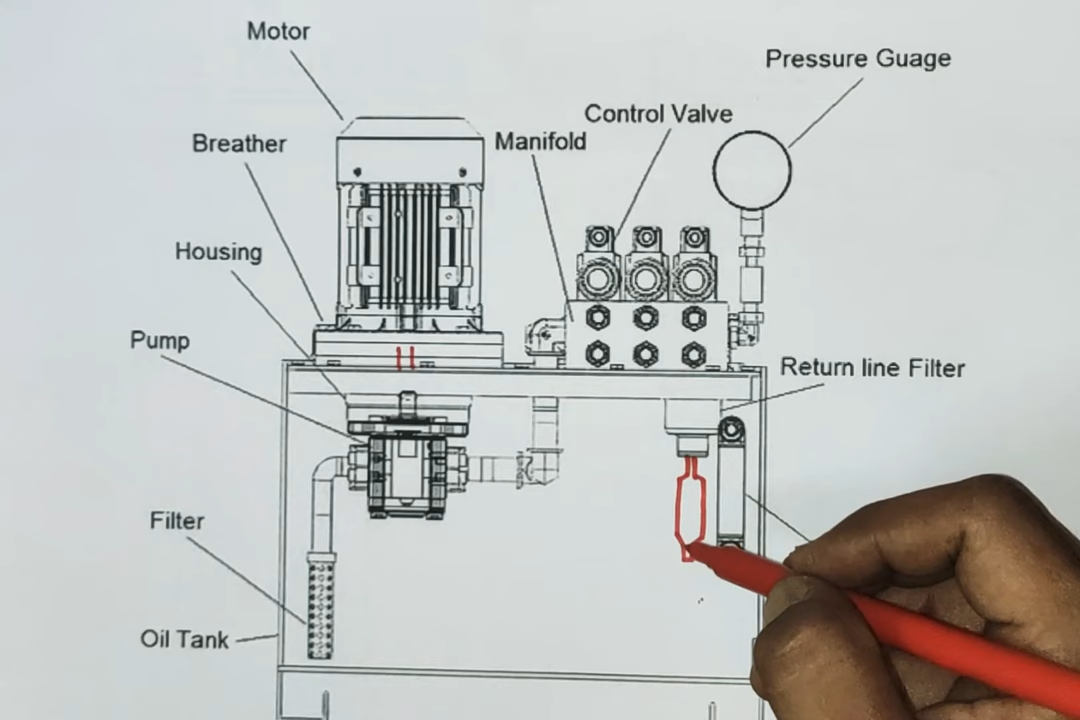 Motor
Pressure Guage
Control Valve
Manifold
Breather
Housing
Pump
Return line Filter
Filter
Oil Tank